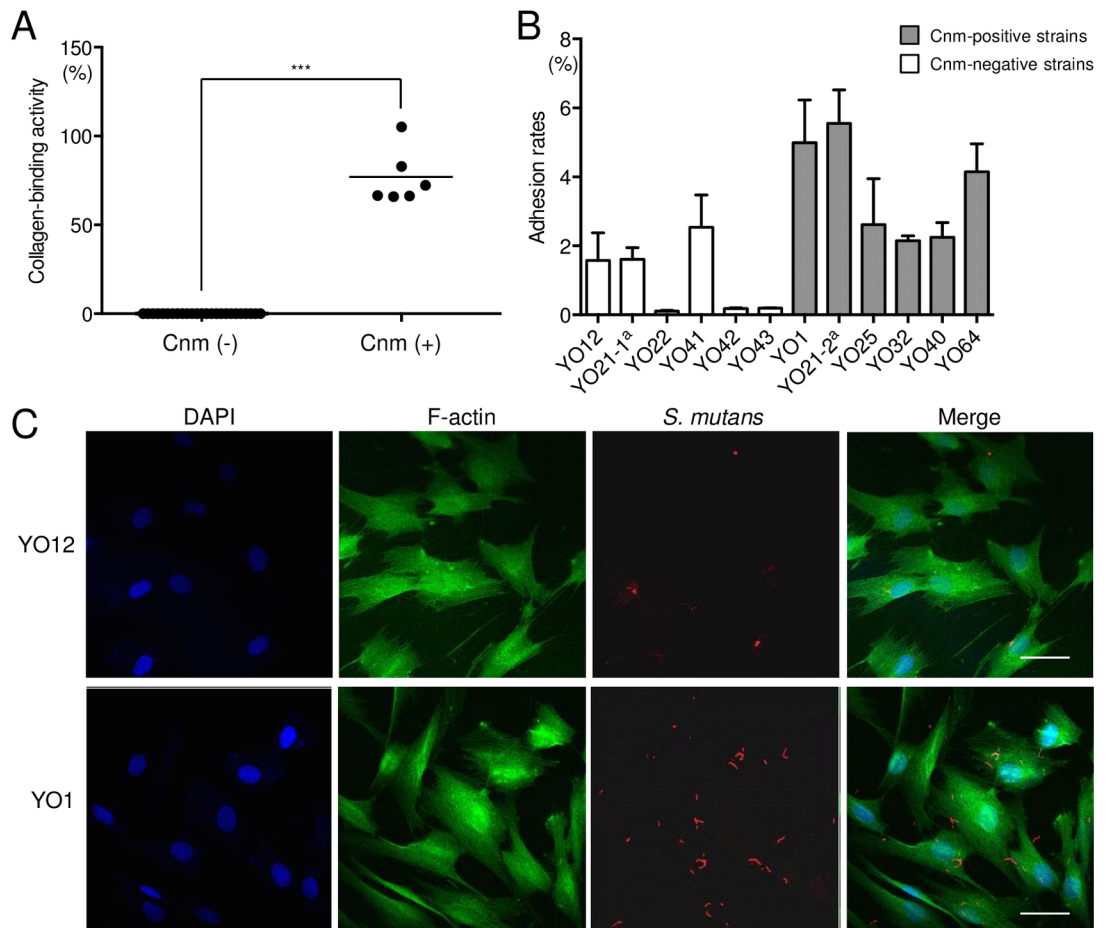 A
150
(%)
100
50
0
Collagen-binding activity
***
Cnm (-)
Cnm (+)
B
8
(%)
6
4
2
0
Adhesion rates
Cnm-positive strains
Cnm-negative strains
YO12
YO21-1a
YO22
YO41
YO42
YO43
YO1
YO21-2a
YO25
YO32
YO40
YO64
C
DAPI
F-actin
S. mutans
Merge
YO12
YO1